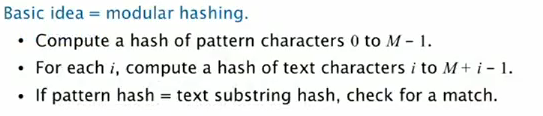 Basic idea = modular hashing.
• Compute a hash of pattern characters 0 to M – 1.
• For each i, compute a hash of text characters i to M + i – 1.
• If pattern hash = text substring hash, check for a match.